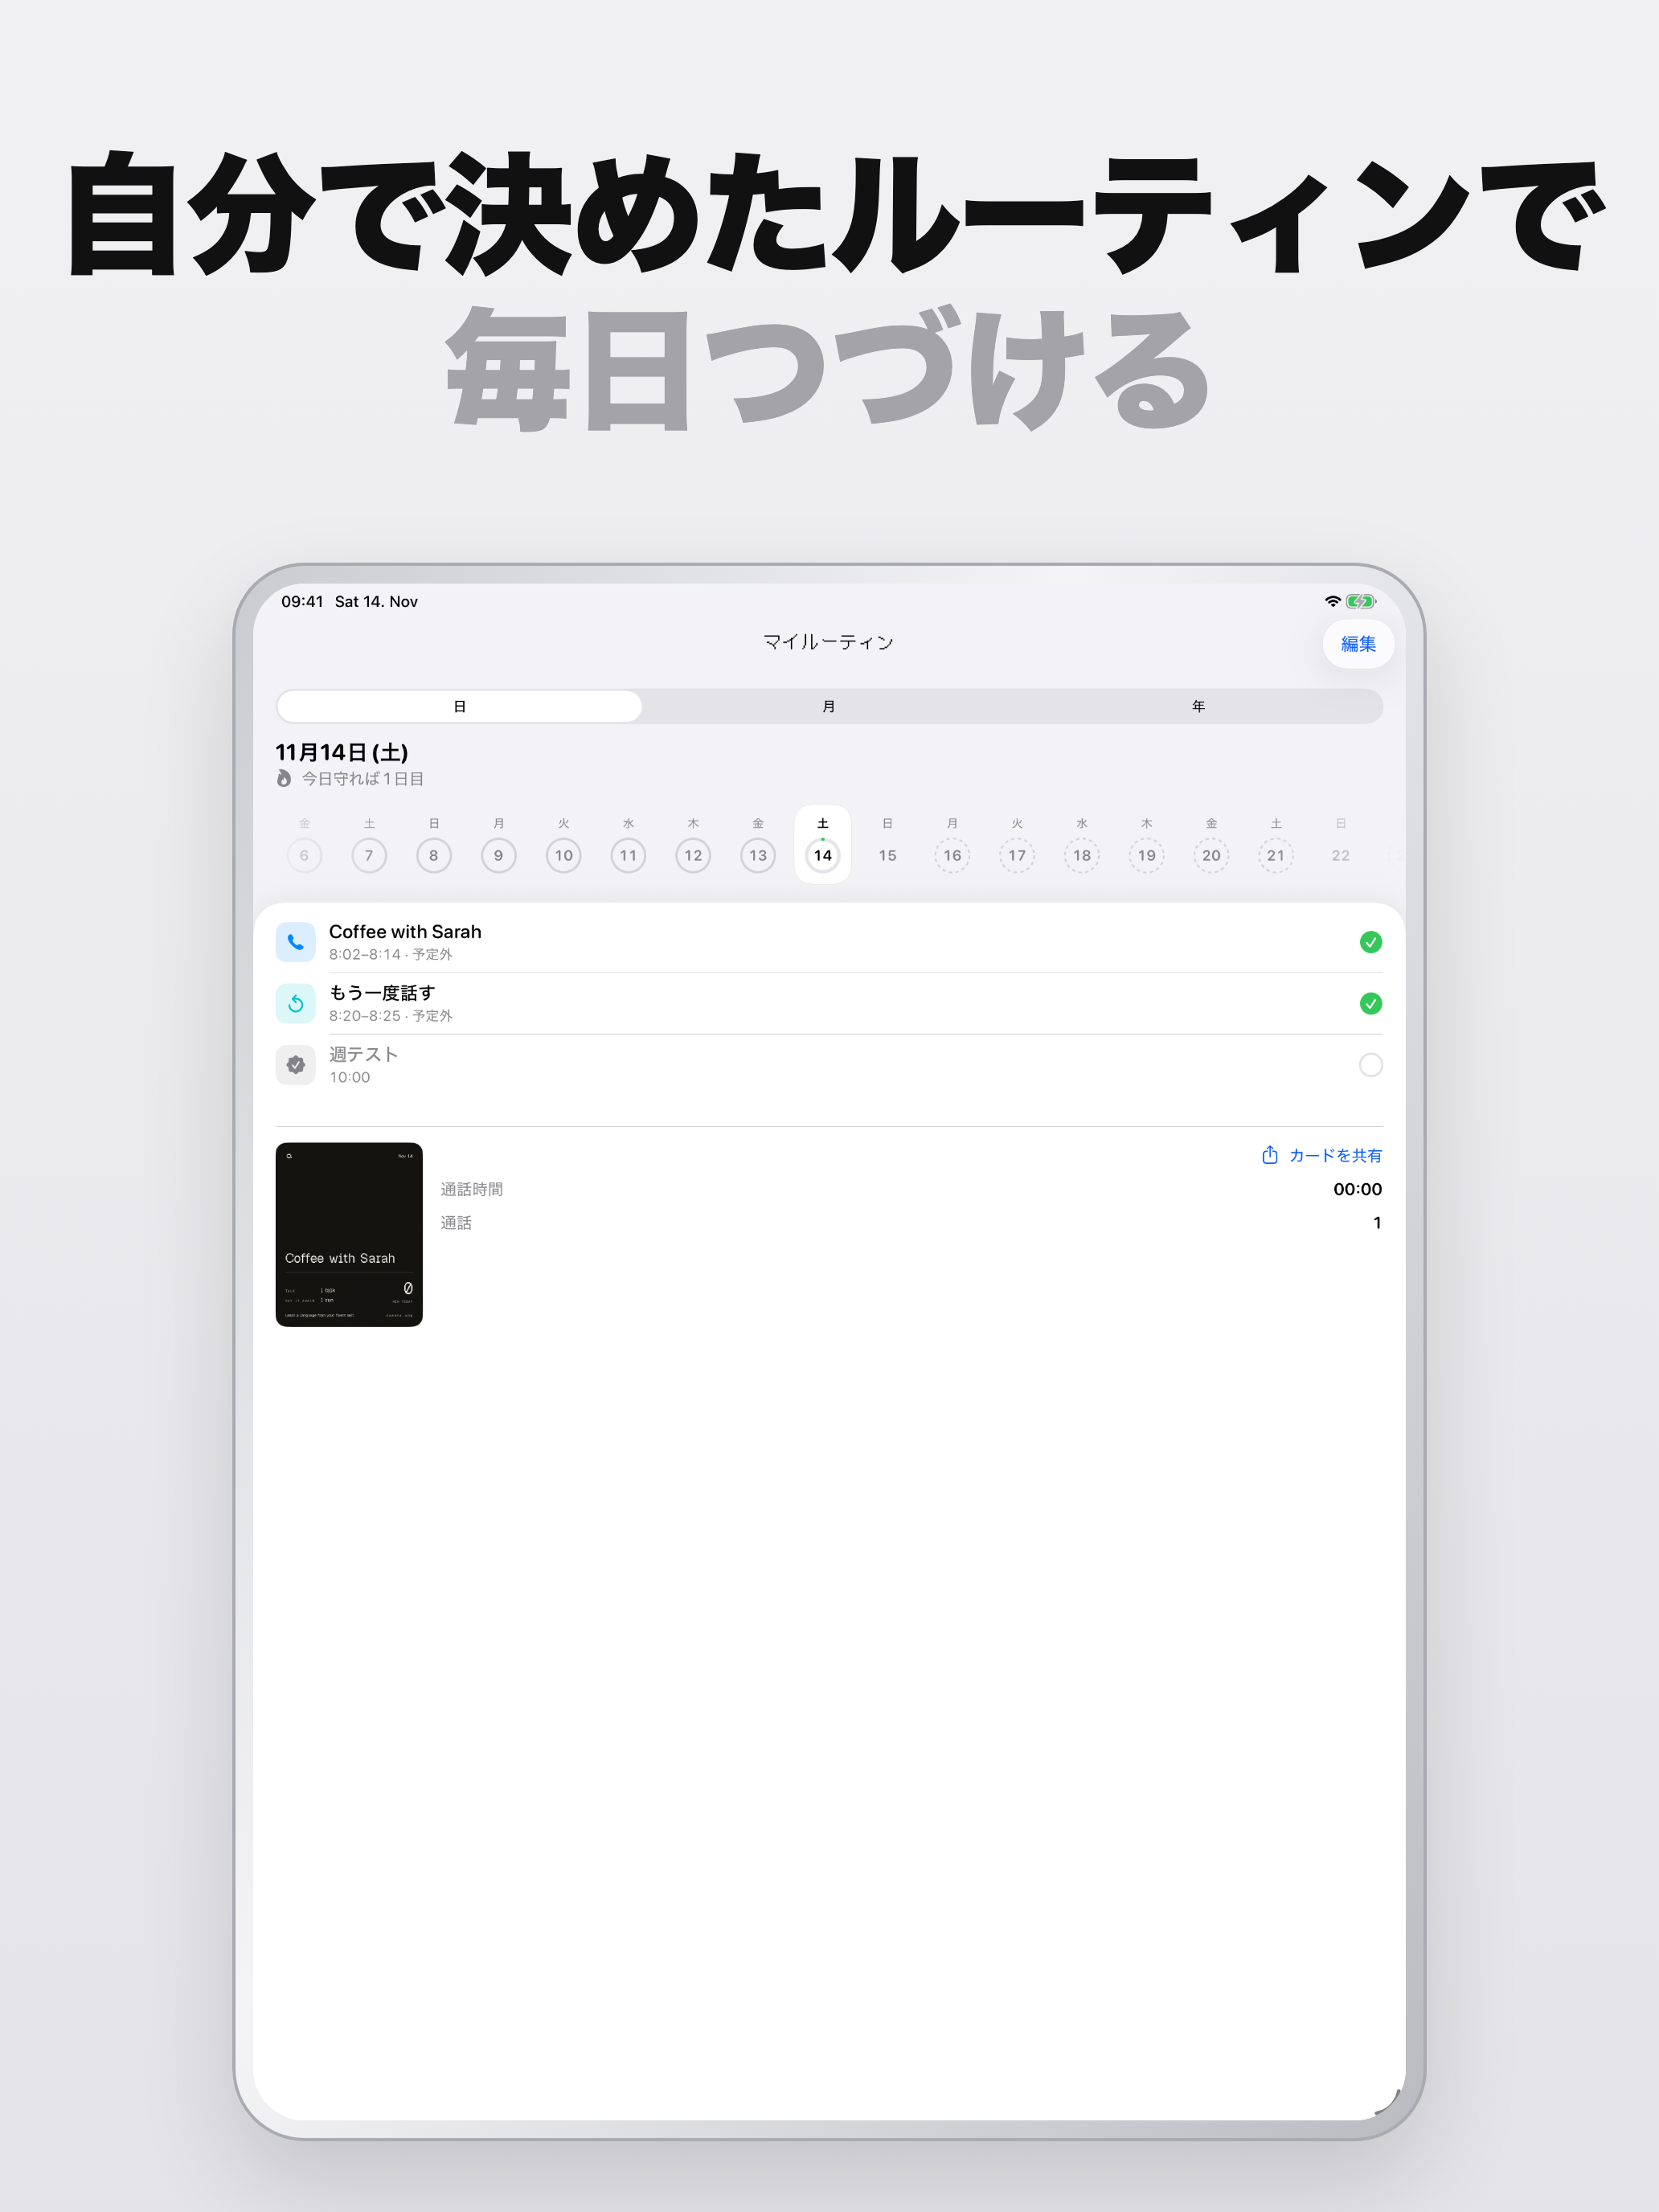 自分で決めたルーティンで
毎日つづける
09:41 Sat 14. Nov
マイルーティン
編集
日 月 年
11月14日 (土)
今日守れば1日目
金 土 日 月 火 水 木 金 土 日 月 火 水 木 金 土 日
6 7 8 9 10 11 12 13 14 15 16 17 18 19 20 21 22
Coffee with Sarah
8:02–8:14 · 予定外
もう一度話す
8:20–8:25 · 予定外
週テスト
10:00
カードを共有
通話時間 00:00
通話 1
Nov 14
Coffee with Sarah
0
1 talk
1 run